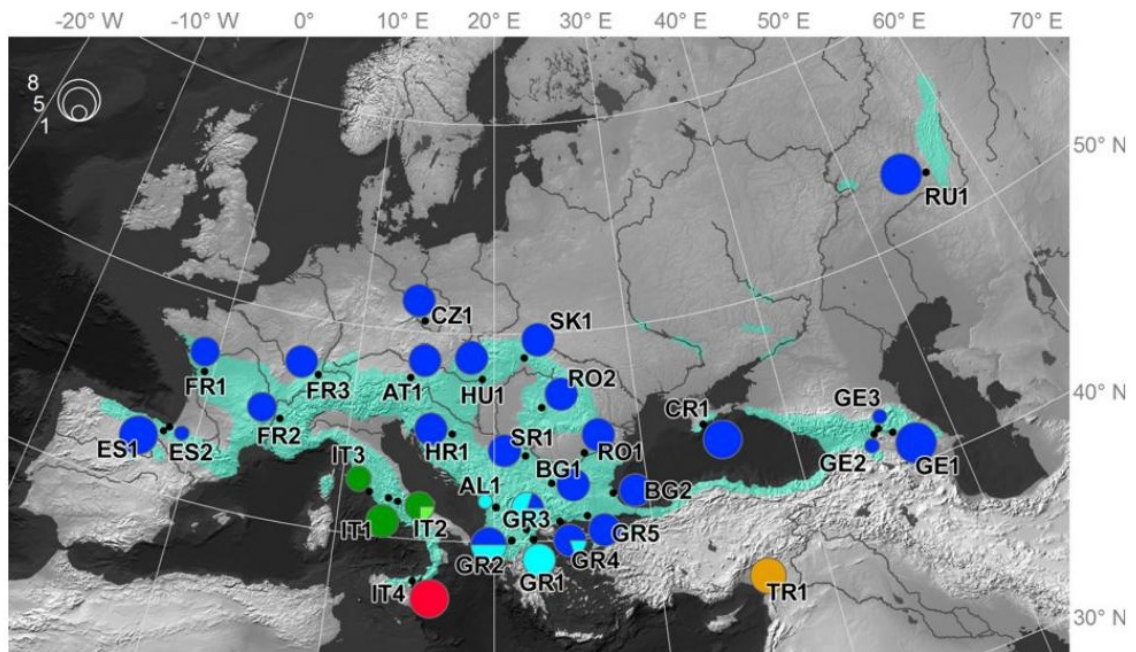 -20° W -10° W 0° 10° E 20° E 30° E 40° E 50° E 60° E 70° E
8
5
1
50° N
RU1
CZ1
SK1
FR1
FR3
AT1
HU1
RO2
40° N
CR1
GE3
ES1
ES2
FR2
HR1
SR1
RO1
GE2
GE1
IT3
AL1
BG1
BG2
IT1
IT2
GR3
GR5
GR2
GR4
GR1
IT4
TR1
30° N